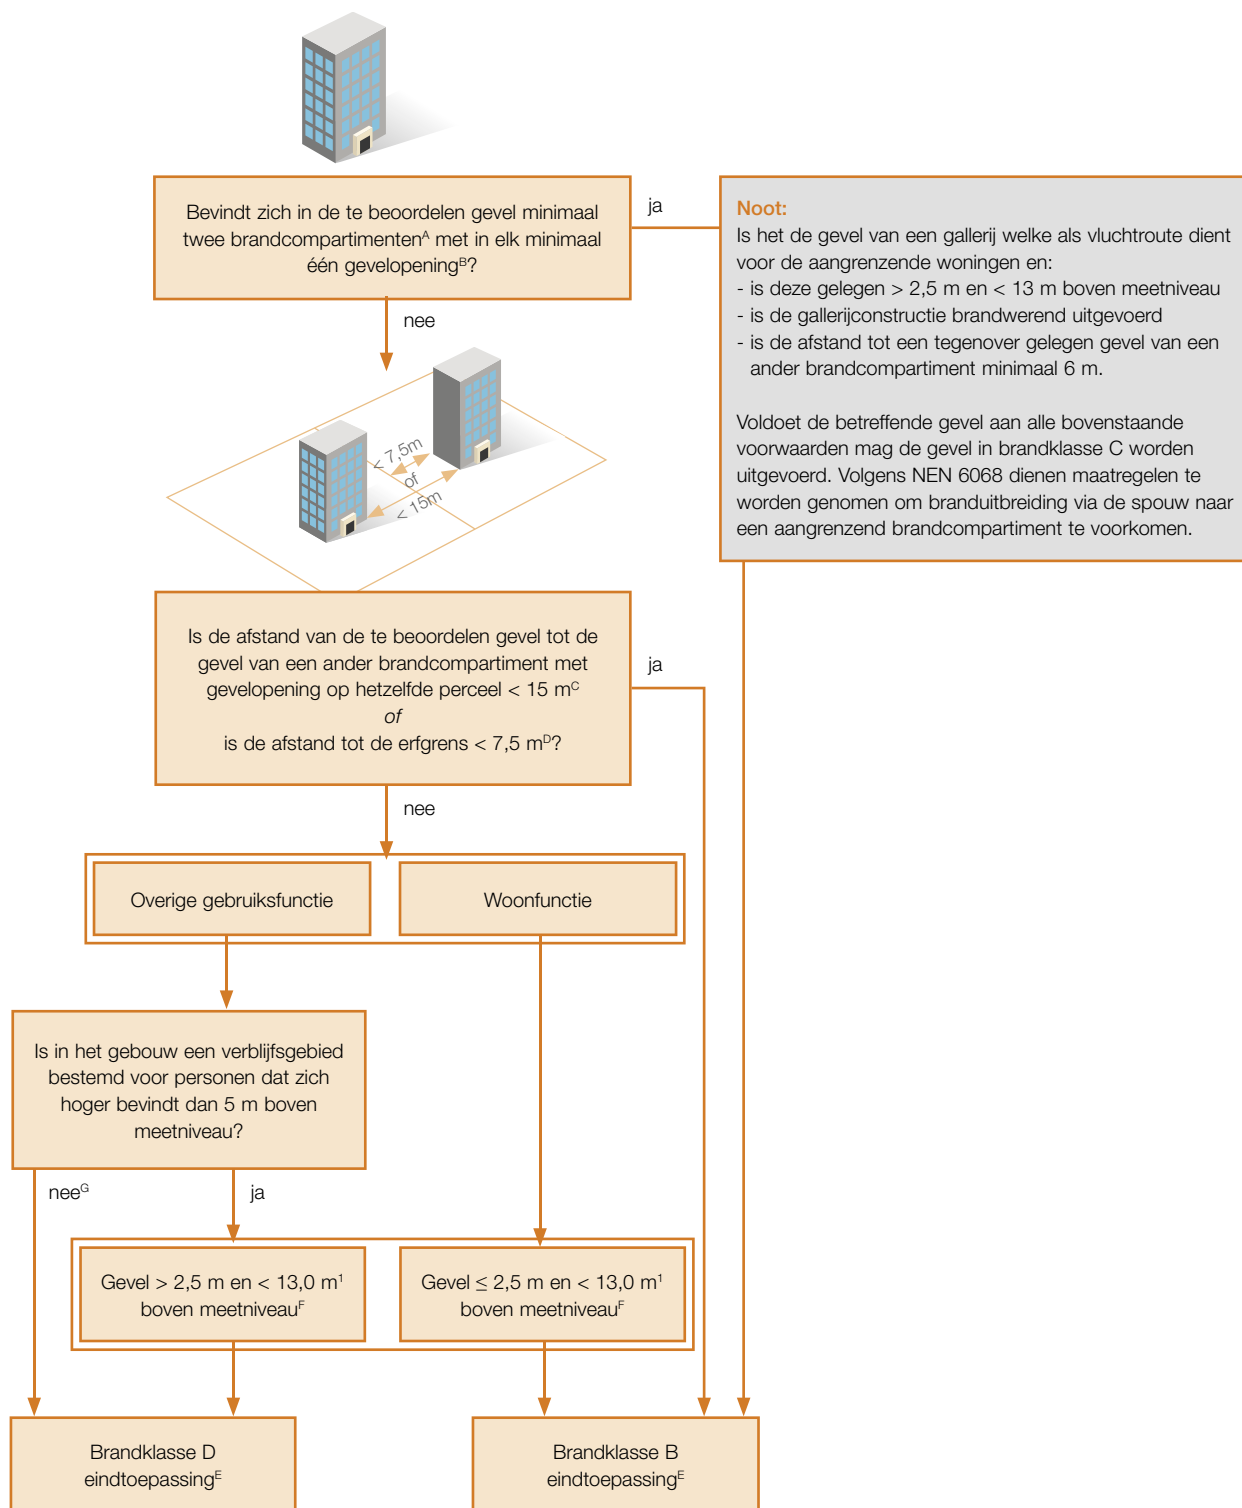 Bevindt zich in de te beoordelen gevel minimaal
twee brandcompartimentenᴬ met in elk minimaal
één gevelopeningᴮ?
ja
nee
Noot:
Is het de gevel van een gallerij welke als vluchtroute dient
voor de aangrenzende woningen en:
- is deze gelegen > 2,5 m en < 13 m boven meetniveau
- is de gallerijconstructie brandwerend uitgevoerd
- is de afstand tot een tegenover gelegen gevel van een
ander brandcompartiment minimaal 6 m.
Voldoet de betreffende gevel aan alle bovenstaande
voorwaarden mag de gevel in brandklasse C worden
uitgevoerd. Volgens NEN 6068 dienen maatregelen te
worden genomen om branduitbreiding via de spouw naar
een aangrenzend brandcompartiment te voorkomen.
< 7,5m
of
< 15m
Is de afstand van de te beoordelen gevel tot de
gevel van een ander brandcompartiment met
gevelopening op hetzelfde perceel < 15 mᶜ
of
is de afstand tot de erfgrens < 7,5 mᴰ?
ja
nee
Overige gebruiksfunctie
Woonfunctie
Is in het gebouw een verblijfsgebied
bestemd voor personen dat zich
hoger bevindt dan 5 m boven
meetniveau?
neeᴳ
ja
Gevel > 2,5 m en < 13,0 m¹
boven meetniveauᶠ
Gevel ≤ 2,5 m en < 13,0 m¹
boven meetniveauᶠ
Brandklasse D
eindtoepassingᴱ
Brandklasse B
eindtoepassingᴱ